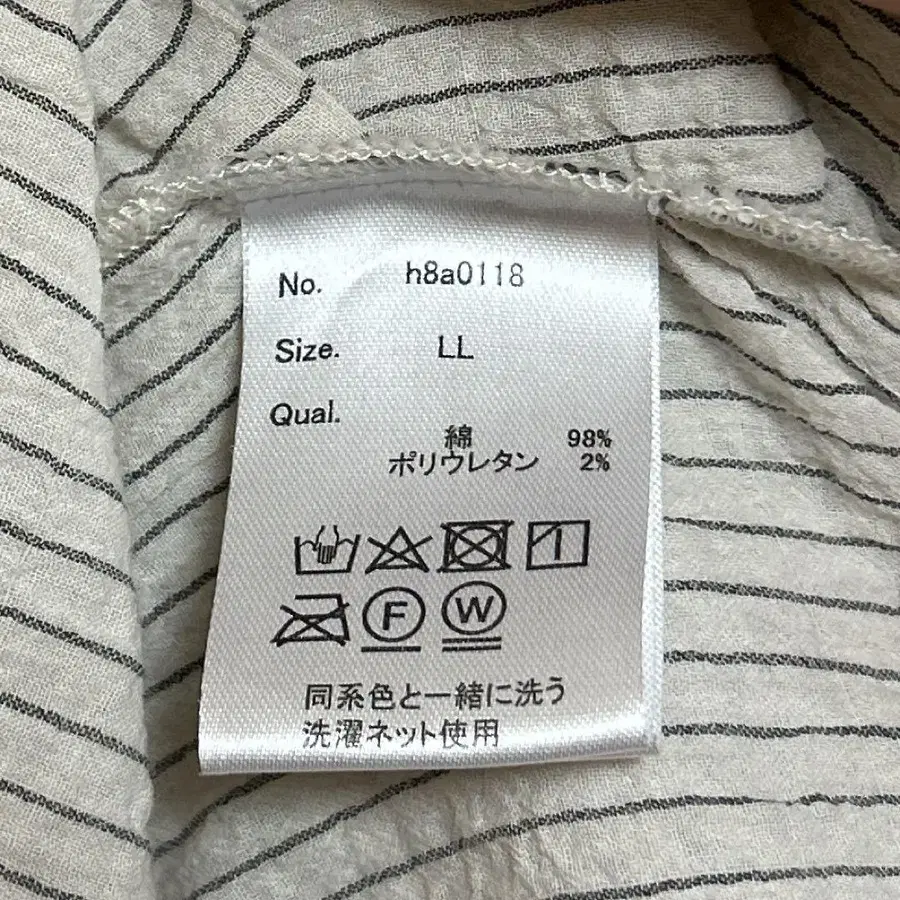 No. h8a0118
Size. LL
Qual.
綿 98%
ポリウレタン 2%
F W
同系色と一緒に洗う
洗濯ネット使用